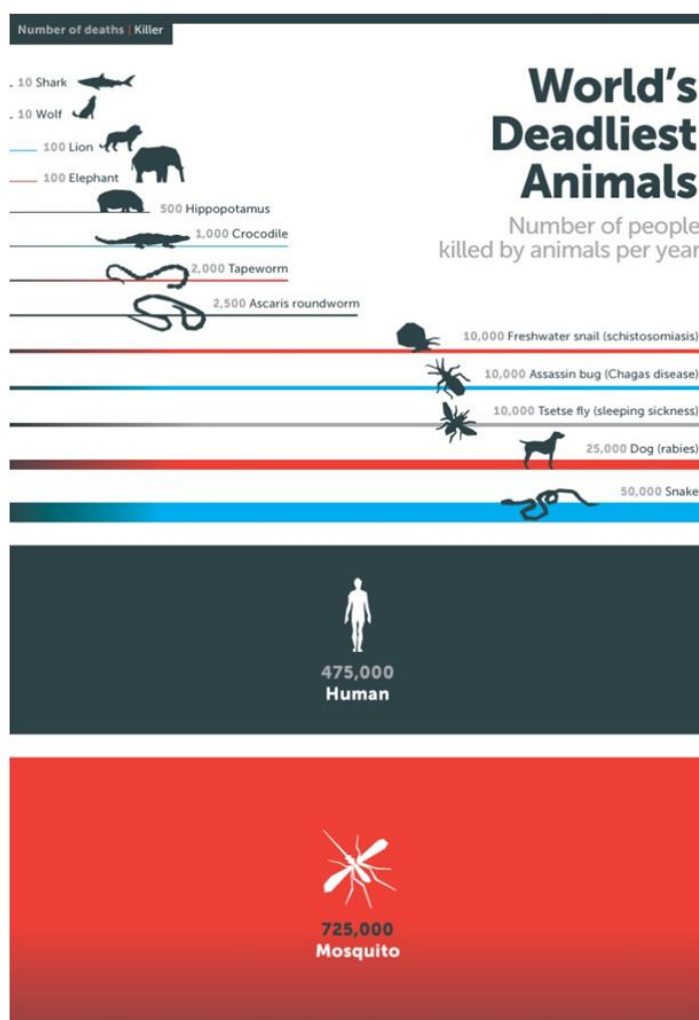 Number of deaths | Killer
World's
Deadliest
Animals
Number of people
killed by animals per year
10 Shark
10 Wolf
100 Lion
100 Elephant
500 Hippopotamus
1,000 Crocodile
2,000 Tapeworm
2,500 Ascaris roundworm
10,000 Freshwater snail (schistosomiasis)
10,000 Assassin bug (Chagas disease)
10,000 Tsetse fly (sleeping sickness)
25,000 Dog (rabies)
50,000 Snake
475,000
Human
725,000
Mosquito